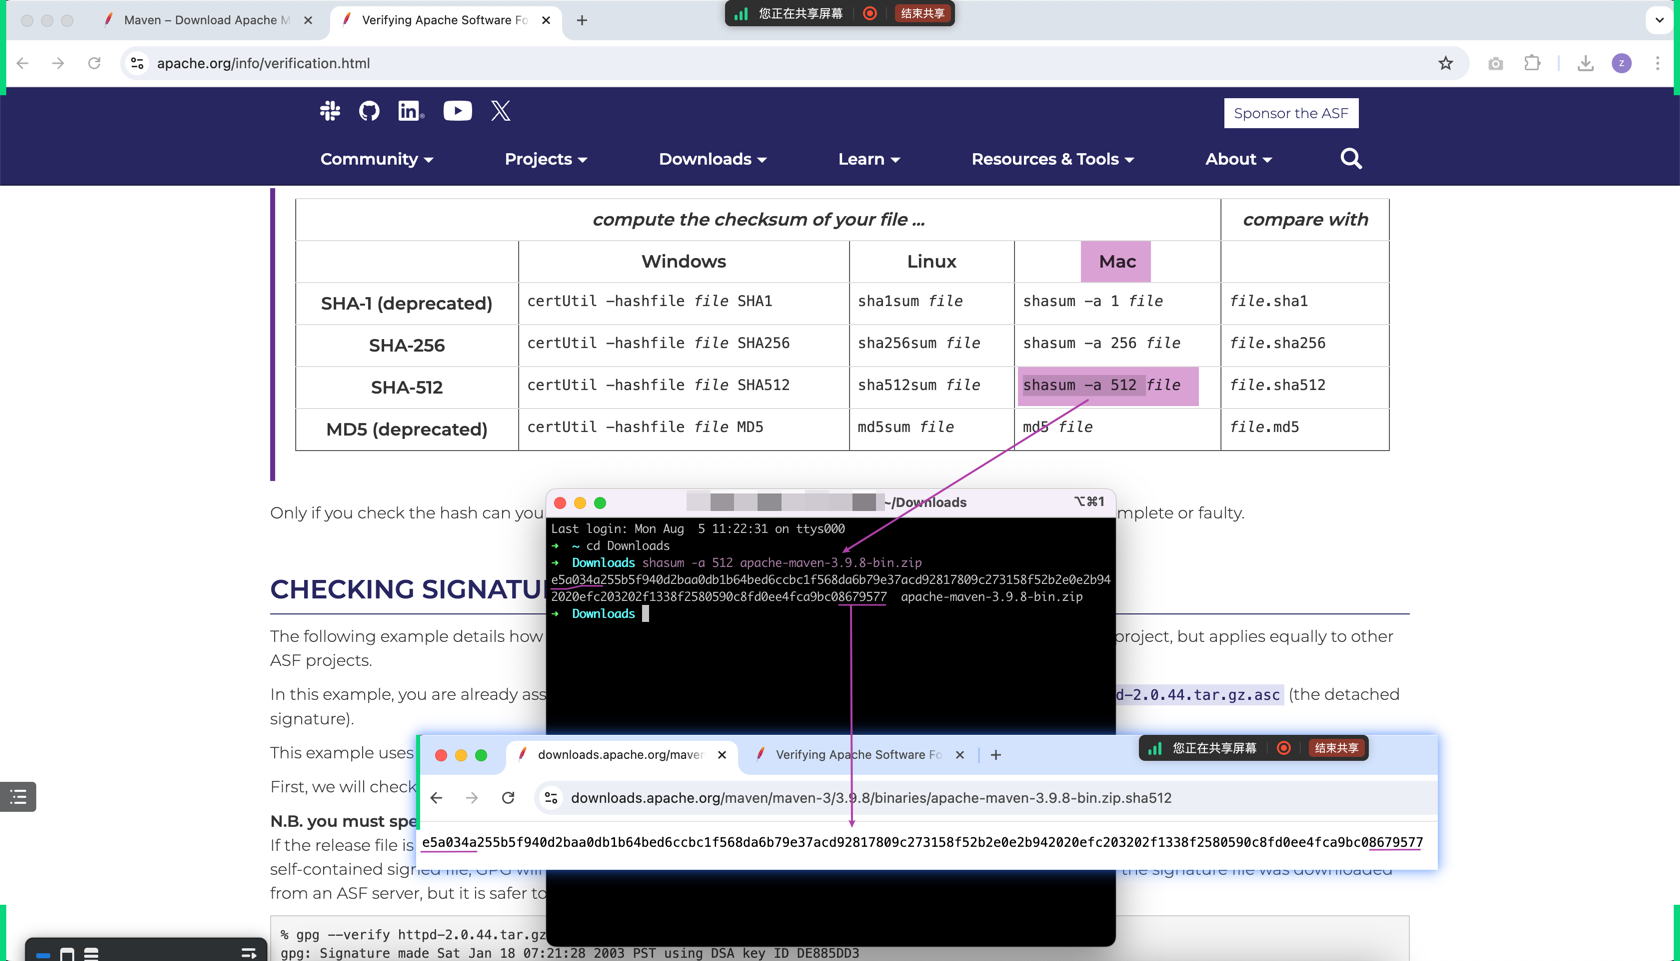 Maven – Download Apache M
Verifying Apache Software Fo
您正在共享屏幕
结束共享
apache.org/info/verification.html
z
Sponsor the ASF
Community
Projects
Downloads
Learn
Resources & Tools
About
compute the checksum of your file ...
compare with
Windows
Linux
Mac
SHA-1 (deprecated)
certUtil -hashfile file SHA1
sha1sum file
shasum -a 1 file
file.sha1
SHA-256
certUtil -hashfile file SHA256
sha256sum file
shasum -a 256 file
file.sha256
SHA-512
certUtil -hashfile file SHA512
sha512sum file
shasum -a 512 file
file.sha512
MD5 (deprecated)
certUtil -hashfile file MD5
md5sum file
md5 file
file.md5
Only if you check the hash can you
mplete or faulty.
~/Downloads
⌥⌘1
Last login: Mon Aug  5 11:22:31 on ttys000
➜  ~ cd Downloads
➜  Downloads shasum -a 512 apache-maven-3.9.8-bin.zip
e5a034a255b5f940d2baa0db1b64bed6ccbc1f568da6b79e37acd92817809c273158f52b2e0e2b94
2020efc203202f1338f2580590c8fd0ee4fca9bc08679577  apache-maven-3.9.8-bin.zip
➜  Downloads
CHECKING SIGNATU
The following example details how
project, but applies equally to other
ASF projects.
In this example, you are already ass
d-2.0.44.tar.gz.asc (the detached
signature).
This example uses
First, we will check
N.B. you must spe
If the release file is
self-contained signed file, GPG will
the signature file was downloaded
from an ASF server, but it is safer to
% gpg --verify httpd-2.0.44.tar.gz
gpg: Signature made Sat Jan 18 07:21:28 2003 PST using DSA key ID DE885DD3
downloads.apache.org/maven
Verifying Apache Software Fo
您正在共享屏幕
结束共享
downloads.apache.org/maven/maven-3/3.9.8/binaries/apache-maven-3.9.8-bin.zip.sha512
e5a034a255b5f940d2baa0db1b64bed6ccbc1f568da6b79e37acd92817809c273158f52b2e0e2b942020efc203202f1338f2580590c8fd0ee4fca9bc08679577